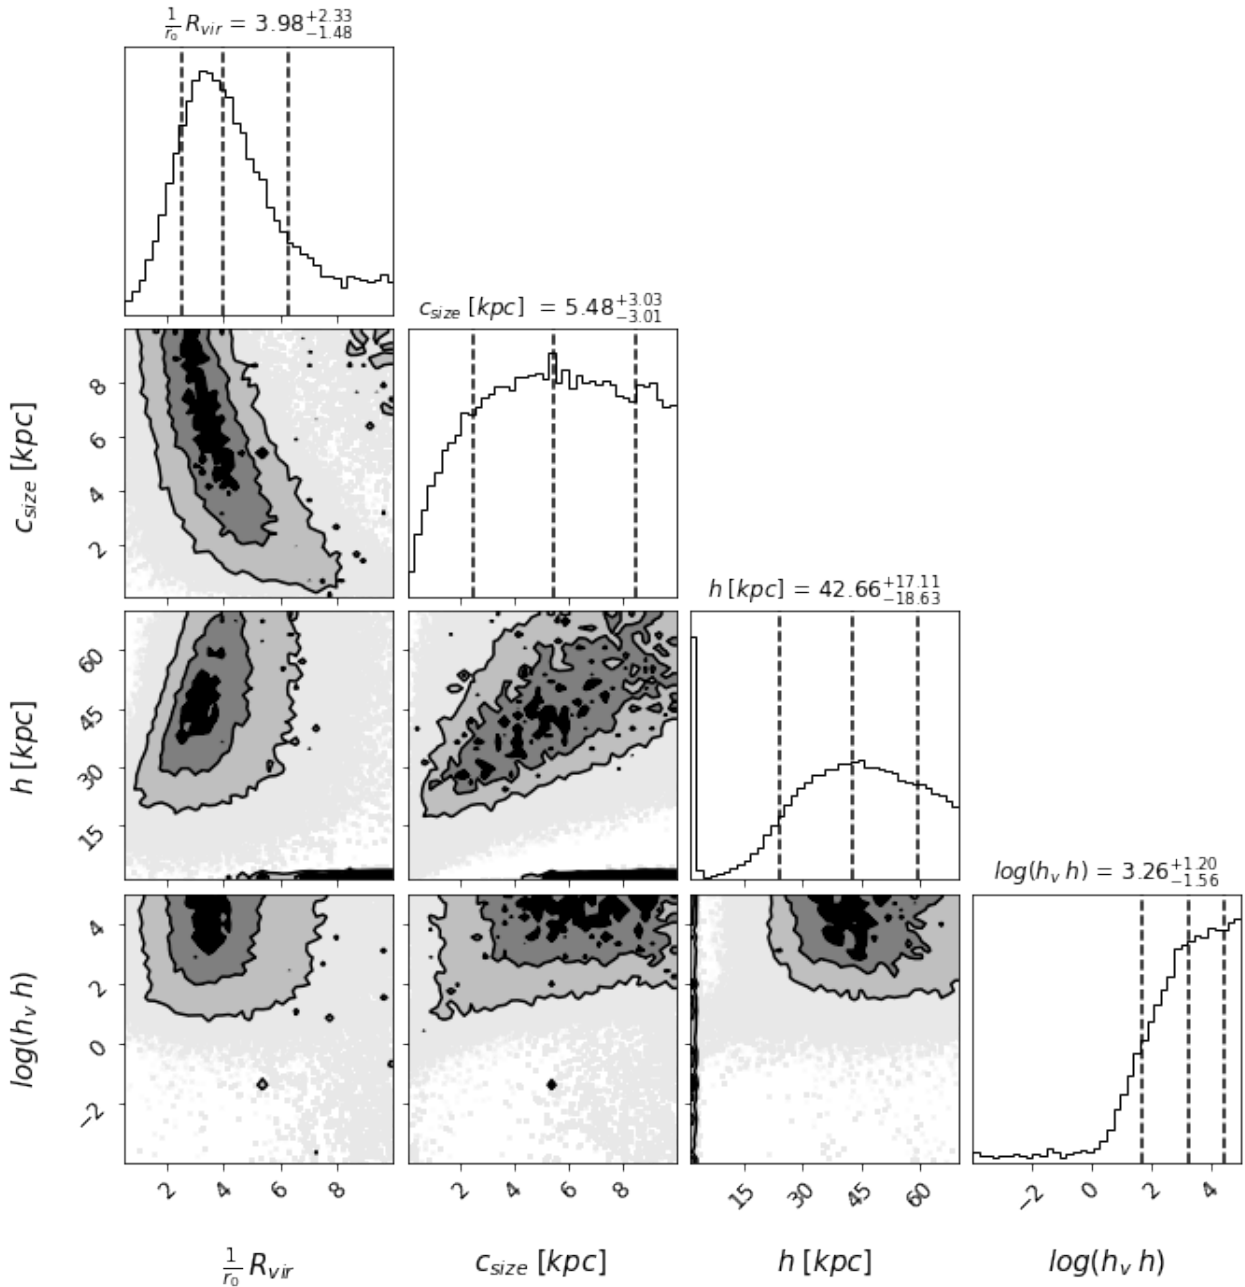 1/r₀ R_vir = 3.98 +2.33 −1.48
c_size [kpc] = 5.48 +3.03 −3.01
8
6
4
2
c_size [kpc]
h [kpc] = 42.66 +17.11 −18.63
60
45
30
15
h [kpc]
log(h_v h) = 3.26 +1.20 −1.56
4
2
0
−2
log(h_v h)
2 4 6 8 2 4 6 8 15 30 45 60 −2 0 2 4
1/r₀ R_vir c_size [kpc] h [kpc] log(h_v h)